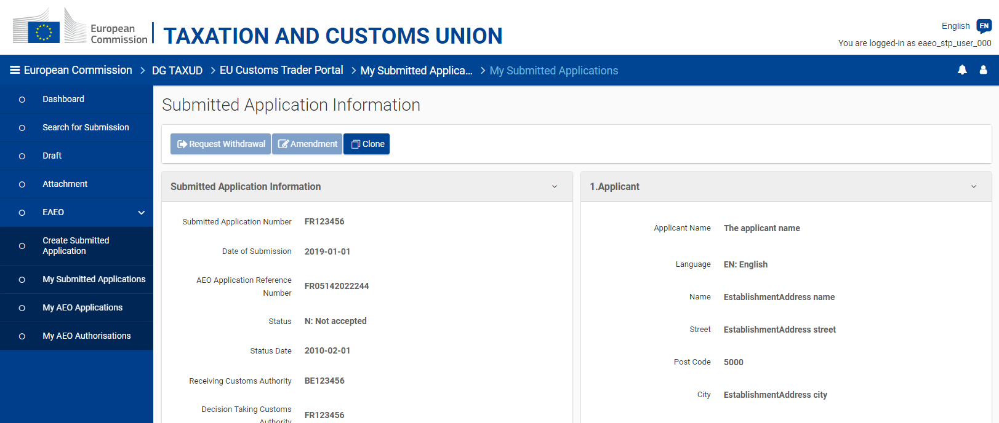 European
Commission
TAXATION AND CUSTOMS UNION
English EN
You are logged-in as eaeo_stp_user_000
European Commission > DG TAXUD > EU Customs Trader Portal > My Submitted Applica... > My Submitted Applications
Dashboard
Search for Submission
Draft
Attachment
EAEO
Create Submitted
Application
My Submitted Applications
My AEO Applications
My AEO Authorisations
Submitted Application Information
Request Withdrawal Amendment Clone
Submitted Application Information
Submitted Application Number FR123456
Date of Submission 2019-01-01
AEO Application Reference
Number FR05142022244
Status N: Not accepted
Status Date 2010-02-01
Receiving Customs Authority BE123456
Decision Taking Customs
Authority FR123456
1.Applicant
Applicant Name The applicant name
Language EN: English
Name EstablishmentAddress name
Street EstablishmentAddress street
Post Code 5000
City EstablishmentAddress city